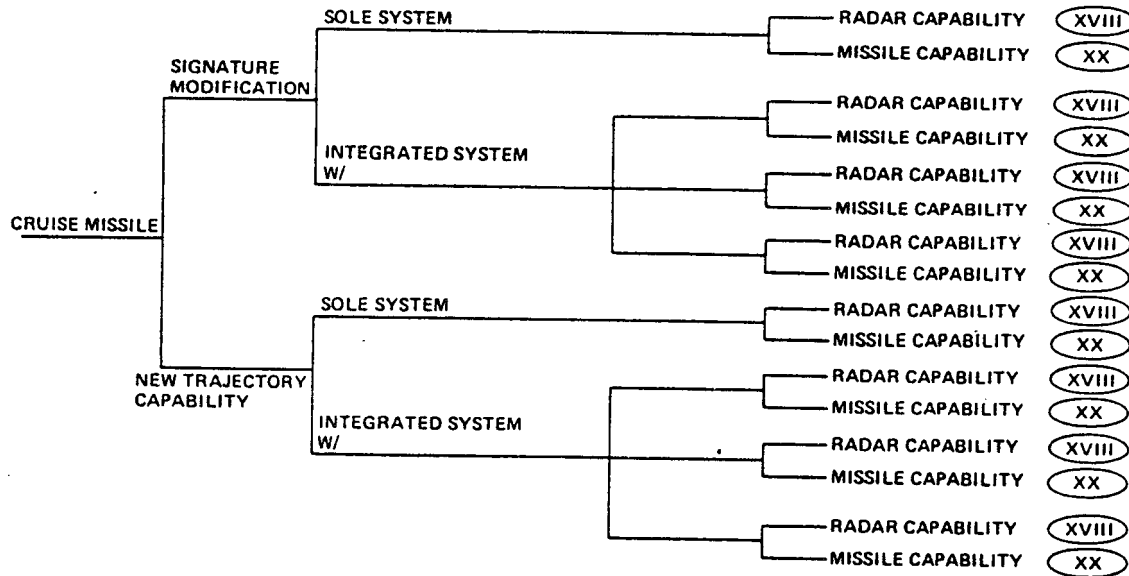 SOLE SYSTEM
RADAR CAPABILITY XVIII
MISSILE CAPABILITY XX
SIGNATURE
MODIFICATION
RADAR CAPABILITY XVIII
MISSILE CAPABILITY XX
INTEGRATED SYSTEM
W/
RADAR CAPABILITY XVIII
MISSILE CAPABILITY XX
CRUISE MISSILE
RADAR CAPABILITY XVIII
MISSILE CAPABILITY XX
SOLE SYSTEM
RADAR CAPABILITY XVIII
MISSILE CAPABILITY XX
NEW TRAJECTORY
CAPABILITY
RADAR CAPABILITY XVIII
MISSILE CAPABILITY XX
INTEGRATED SYSTEM
W/
RADAR CAPABILITY XVIII
MISSILE CAPABILITY XX
RADAR CAPABILITY XVIII
MISSILE CAPABILITY XX